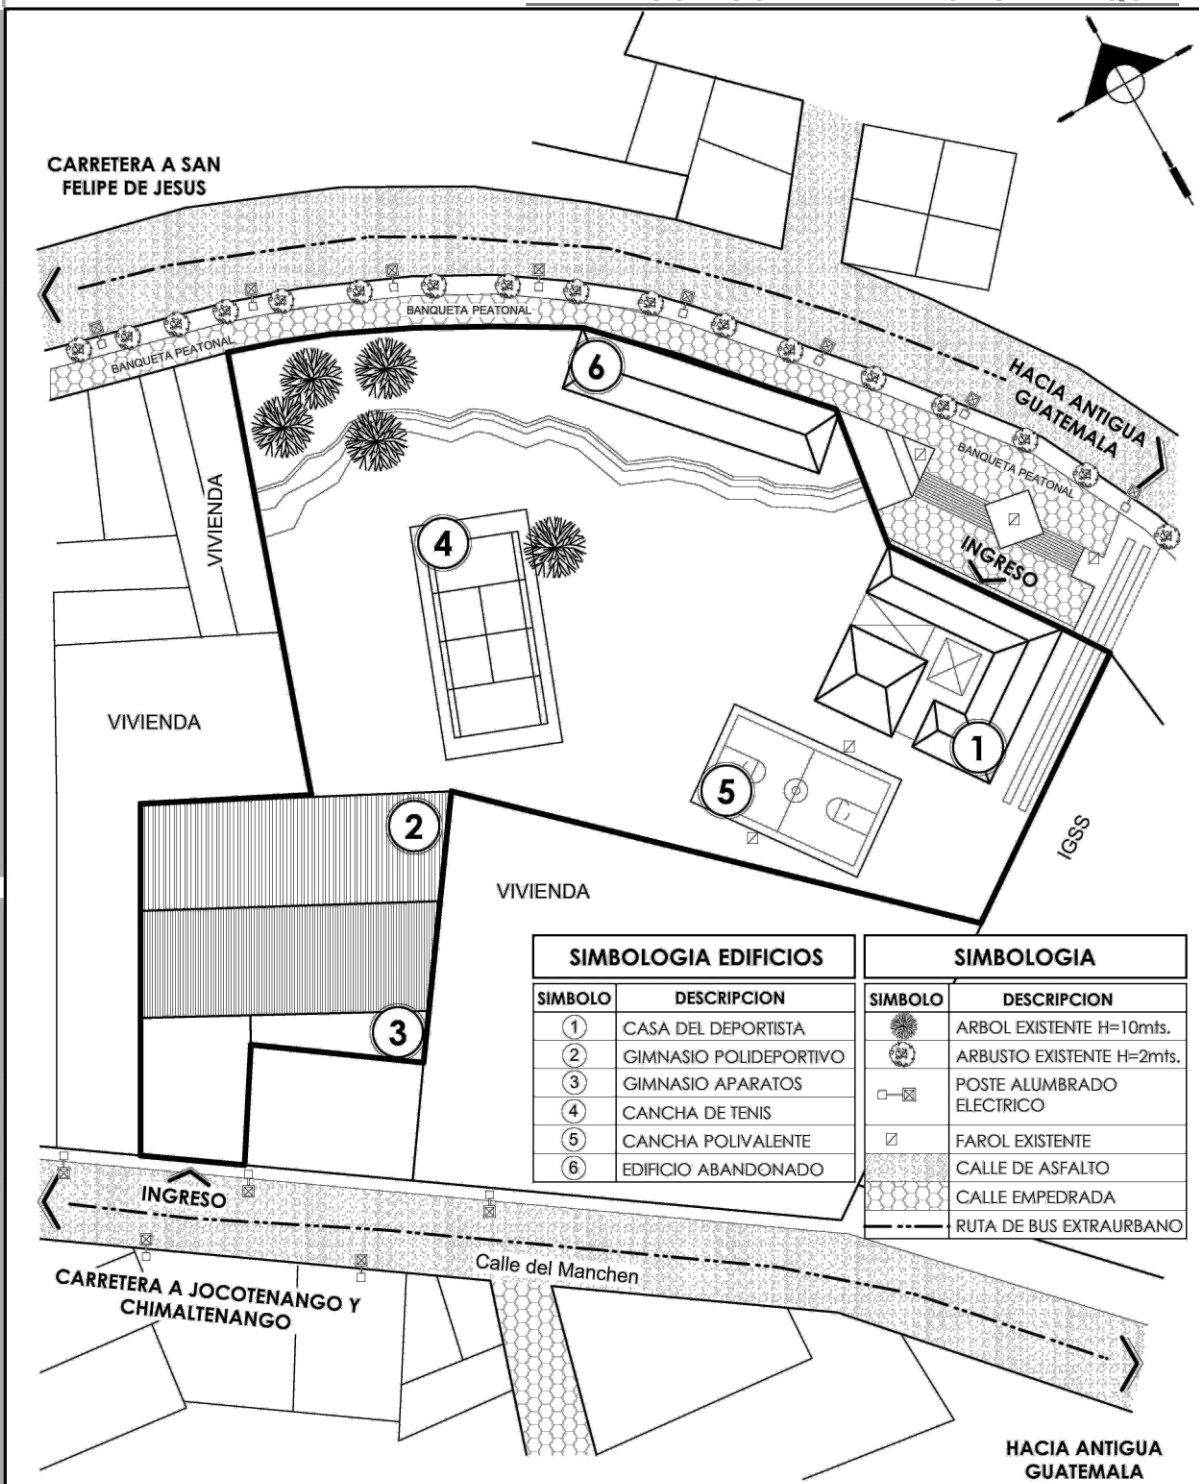 CARRETERA A SAN
FELIPE DE JESUS
BANQUETA PEATONAL
BANQUETA PEATONAL
6
HACIA ANTIGUA
GUATEMALA
BANQUETA PEATONAL
VIVIENDA
4
INGRESO
VIVIENDA
1
5
2
IGSS
VIVIENDA
3
SIMBOLOGIA EDIFICIOS
SIMBOLO DESCRIPCION
1 CASA DEL DEPORTISTA
2 GIMNASIO POLIDEPORTIVO
3 GIMNASIO APARATOS
4 CANCHA DE TENIS
5 CANCHA POLIVALENTE
6 EDIFICIO ABANDONADO
SIMBOLOGIA
SIMBOLO DESCRIPCION
ARBOL EXISTENTE H=10mts.
ARBUSTO EXISTENTE H=2mts.
POSTE ALUMBRADO
ELECTRICO
FAROL EXISTENTE
CALLE DE ASFALTO
CALLE EMPEDRADA
RUTA DE BUS EXTRAURBANO
INGRESO
Calle del Manchen
CARRETERA A JOCOTENANGO Y
CHIMALTENANGO
HACIA ANTIGUA
GUATEMALA